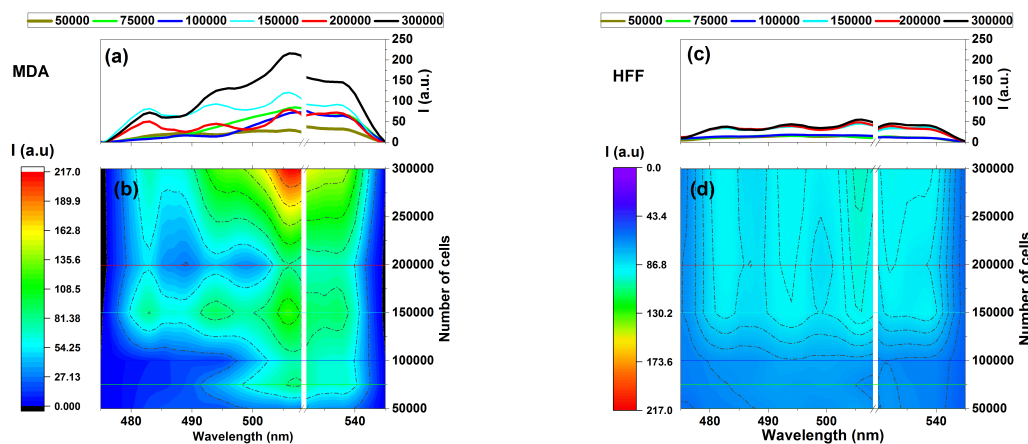 50000 75000 100000 150000 200000 300000
MDA
(a)
250
200
150
100
50
0
I (a.u.)
I (a.u)
217.0
189.9
162.8
135.6
108.5
81.38
54.25
27.13
0.000
(b)
300000
250000
200000
150000
100000
50000
Number of cells
480 490 500 540
Wavelength (nm)
50000 75000 100000 150000 200000 300000
HFF
(c)
250
200
150
100
50
0
I (a.u.)
I (a.u)
0.0
43.4
86.8
130.2
173.6
217.0
(d)
300000
250000
200000
150000
100000
50000
Number of cells
480 490 500 540
Wavelength (nm)